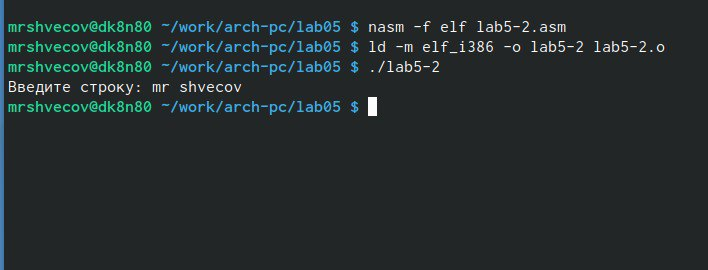 mrshvecov@dk8n80 ~/work/arch-pc/lab05 $ nasm -f elf lab5-2.asm
mrshvecov@dk8n80 ~/work/arch-pc/lab05 $ ld -m elf_i386 -o lab5-2 lab5-2.o
mrshvecov@dk8n80 ~/work/arch-pc/lab05 $ ./lab5-2
Введите строку: mr shvecov
mrshvecov@dk8n80 ~/work/arch-pc/lab05 $